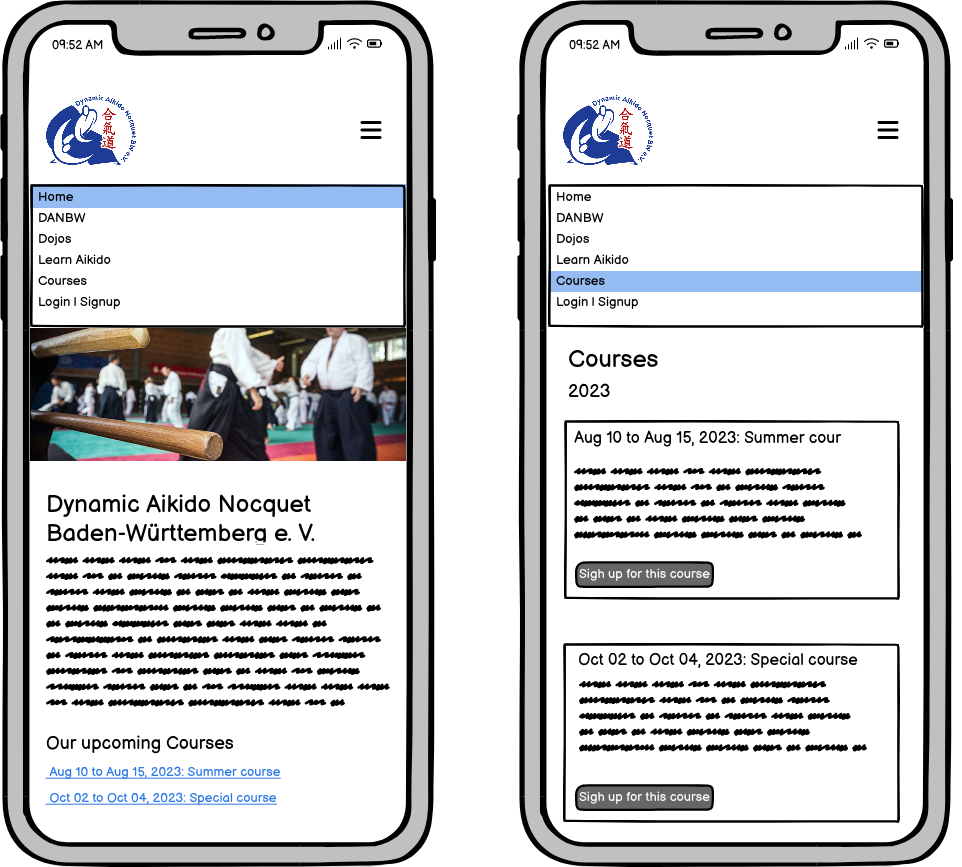 09:52 AM
Dynamic Aikido Nocquet BW e.V.
合氣道
Home
DANBW
Dojos
Learn Aikido
Courses
Login | Signup
Dynamic Aikido Nocquet
Baden-Württemberg e. V.
Our upcoming Courses
Aug 10 to Aug 15, 2023: Summer course
Oct 02 to Oct 04, 2023: Special course
09:52 AM
Dynamic Aikido Nocquet BW e.V.
合氣道
Home
DANBW
Dojos
Learn Aikido
Courses
Login | Signup
Courses
2023
Aug 10 to Aug 15, 2023: Summer cour
Sigh up for this course
Oct 02 to Oct 04, 2023: Special course
Sigh up for this course